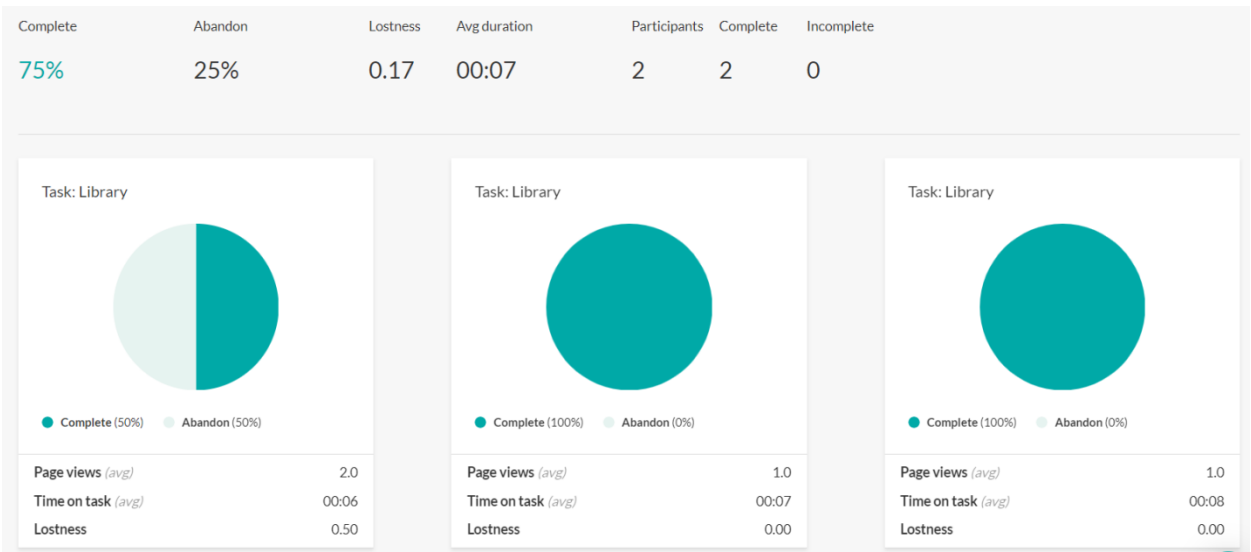 Complete Abandon Lostness Avg duration Participants Complete Incomplete
75% 25% 0.17 00:07 2 2 0
Task: Library
Complete (50%) Abandon (50%)
Page views (avg) 2.0
Time on task (avg) 00:06
Lostness 0.50
Task: Library
Complete (100%) Abandon (0%)
Page views (avg) 1.0
Time on task (avg) 00:07
Lostness 0.00
Task: Library
Complete (100%) Abandon (0%)
Page views (avg) 1.0
Time on task (avg) 00:08
Lostness 0.00